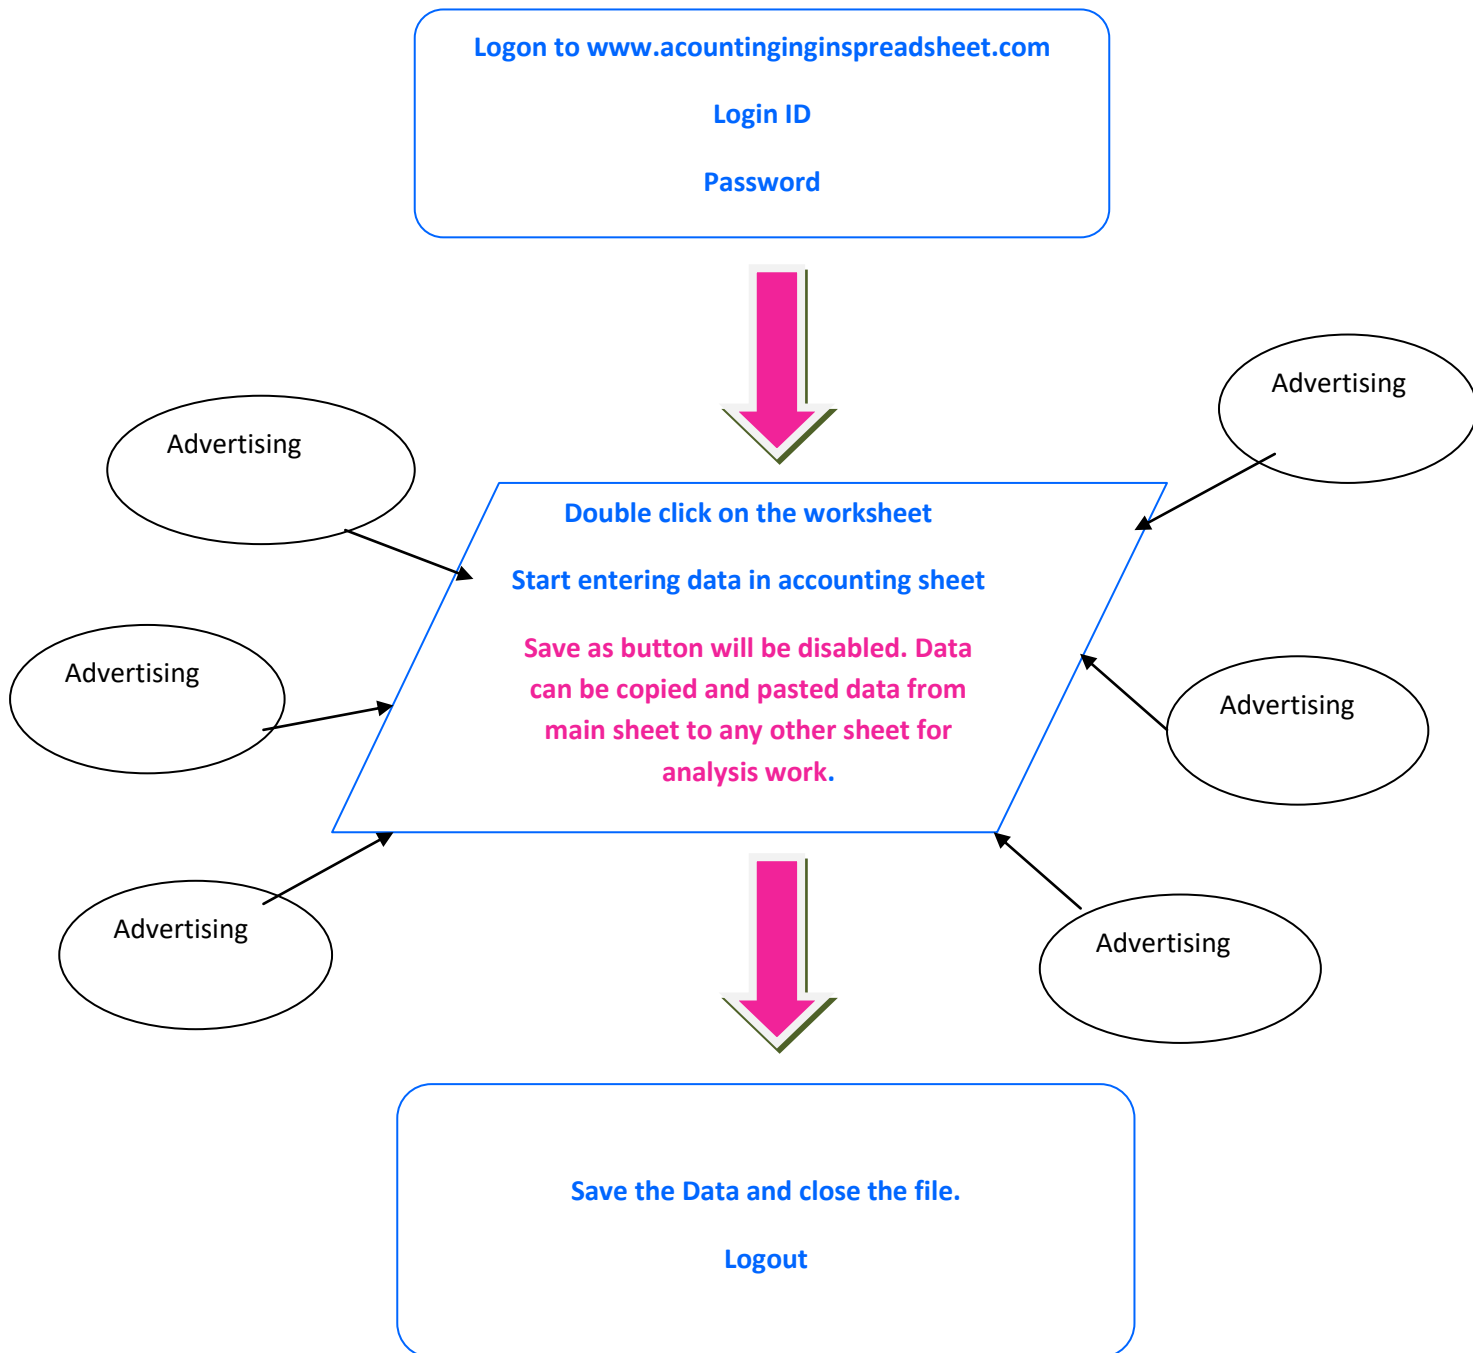 Logon to www.acountinginginspreadsheet.com
Login ID
Password
Advertising
Advertising
Double click on the worksheet
Start entering data in accounting sheet
Save as button will be disabled. Data
can be copied and pasted data from
main sheet to any other sheet for
analysis work.
Advertising
Advertising
Advertising
Advertising
Save the Data and close the file.
Logout